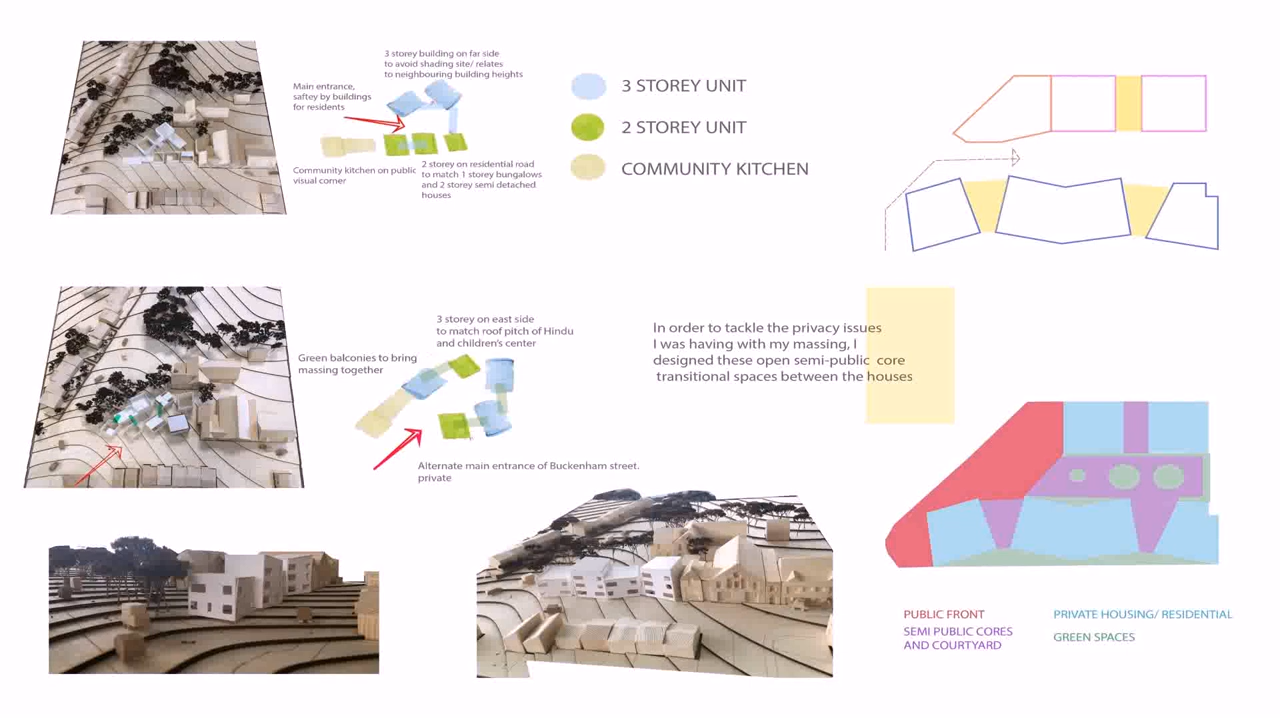 3 storey building on far side
to avoid shading site/ relates
to neighbouring building heights
Main entrance,
saftey by buildings
for residents
Community kitchen on public
visual corner
2 storey on residential road
to match 1 storey bungalows
and 2 storey semi detached
houses
3 STOREY UNIT
2 STOREY UNIT
COMMUNITY KITCHEN
3 storey on east side
to match roof pitch of Hindu
and children's center
Green balconies to bring
massing together
Alternate main entrance of Buckenham street.
private
In order to tackle the privacy issues
I was having with my massing, I
designed these open semi-public core
transitional spaces between the houses
PUBLIC FRONT
SEMI PUBLIC CORES
AND COURTYARD
PRIVATE HOUSING/ RESIDENTIAL
GREEN SPACES